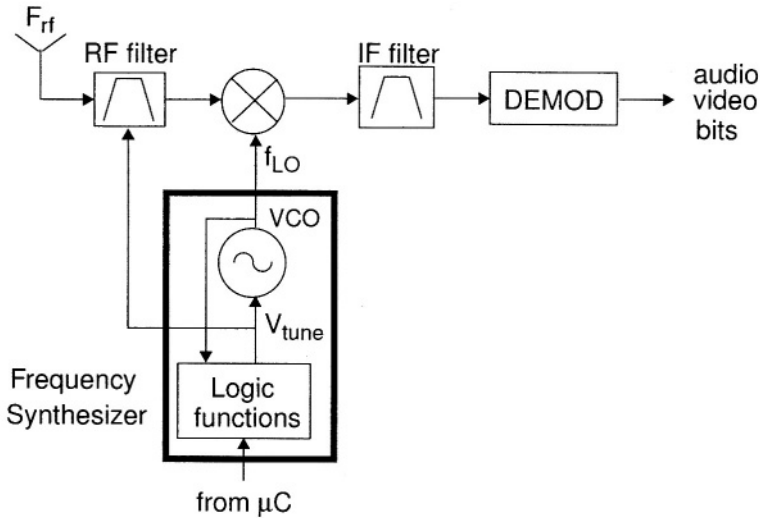 Frf
RF filter
IF filter
DEMOD
audio
video
bits
fLO
VCO
Vtune
Frequency
Synthesizer
Logic
functions
from µC